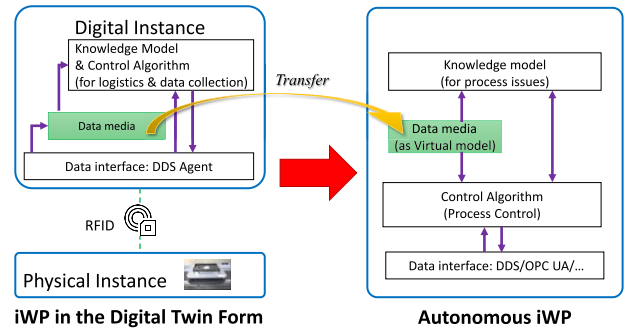 Digital Instance
Knowledge Model
& Control Algorithm
(for logistics & data collection)
Data media
Data interface: DDS Agent
RFID
Physical Instance
iWP in the Digital Twin Form
Transfer
Knowledge model
(for process issues)
Data media
(as Virtual model)
Control Algorithm
(Process Control)
Data interface: DDS/OPC UA/...
Autonomous iWP